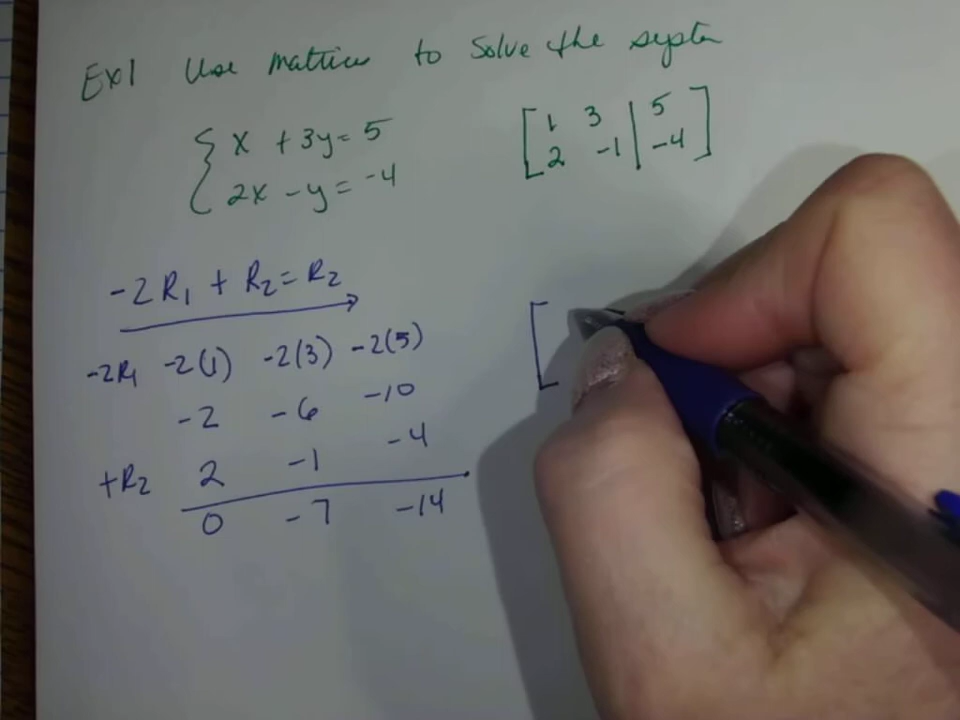 Ex1 Use matrices to solve the system
x + 3y = 5
2x - y = -4
[ 1 3 | 5 ]
[ 2 -1 | -4 ]
-2R₁ + R₂ = R₂
-2R₁ -2(1) -2(3) -2(5)
-2 -6 -10
+R₂ 2 -1 -4
0 -7 -14
[